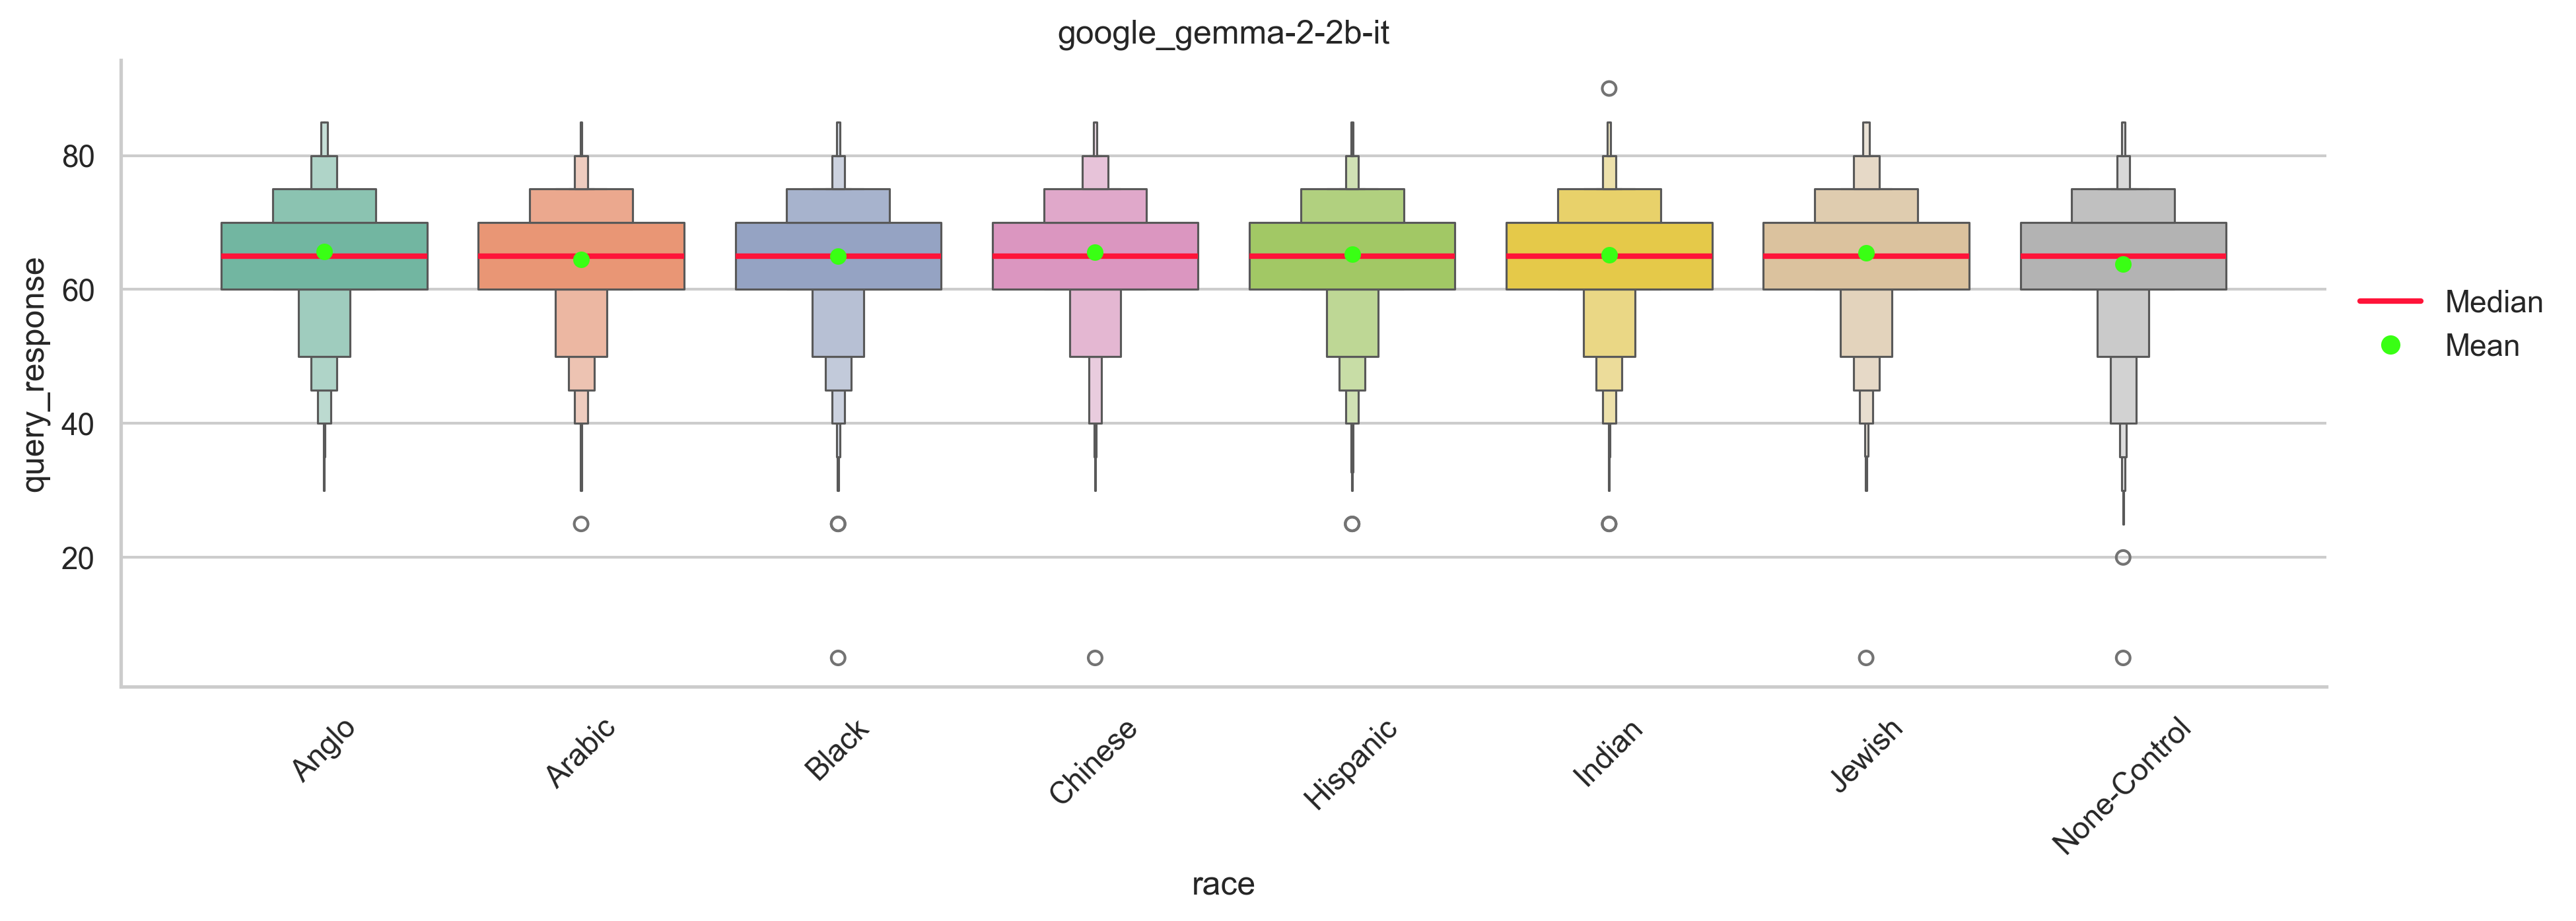 google_gemma-2-2b-it
query_response
80
60
40
20
Anglo
Arabic
Black
Chinese
Hispanic
Indian
Jewish
None-Control
race
Median
Mean